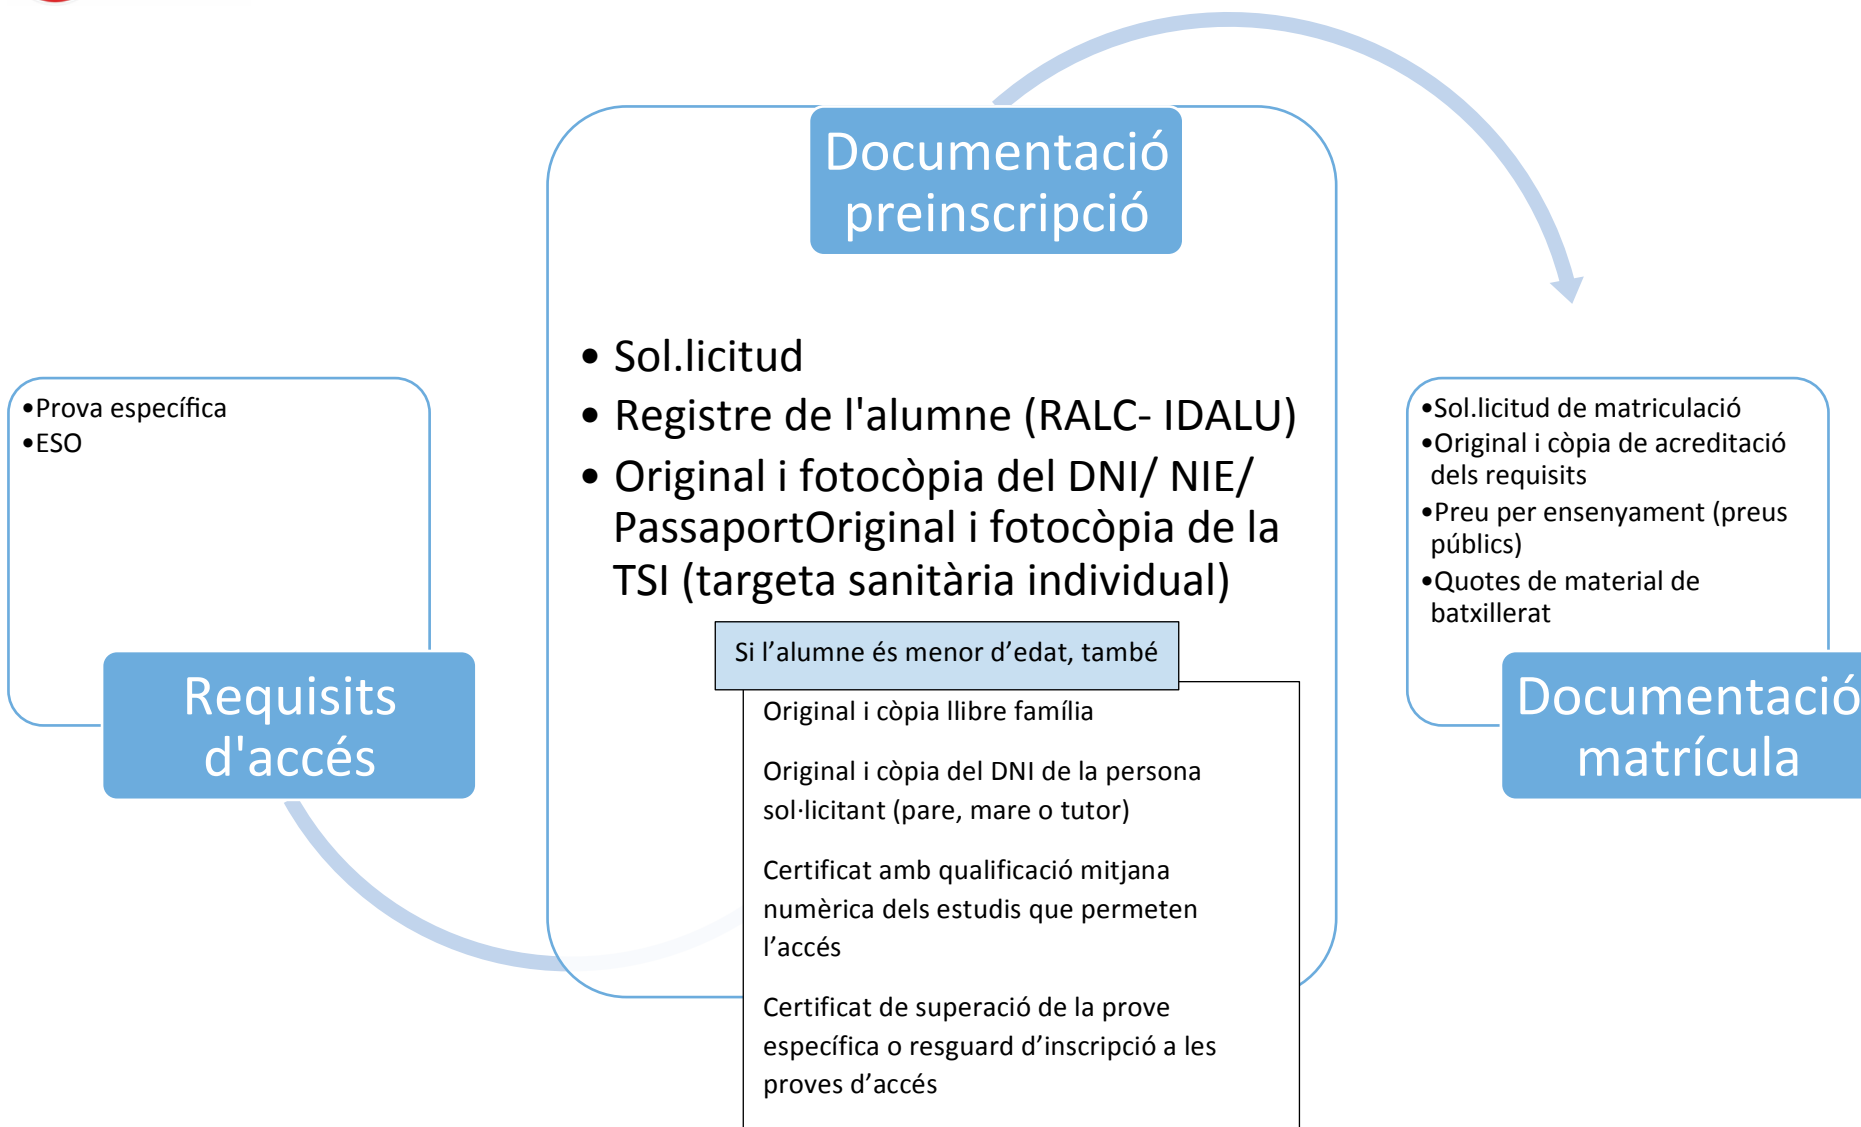 •Prova específica
•ESO
Requisits
d'accés
Documentació
preinscripció
• Sol.licitud
• Registre de l'alumne (RALC- IDALU)
• Original i fotocòpia del DNI/ NIE/
PassaportOriginal i fotocòpia de la
TSI (targeta sanitària individual)
Si l’alumne és menor d’edat, també
Original i còpia llibre família
Original i còpia del DNI de la persona
sol·licitant (pare, mare o tutor)
Certificat amb qualificació mitjana
numèrica dels estudis que permeten
l’accés
Certificat de superació de la prove
específica o resguard d’inscripció a les
proves d’accés
•Sol.licitud de matriculació
•Original i còpia de acreditació
dels requisits
•Preu per ensenyament (preus
públics)
•Quotes de material de
batxillerat
Documentació
matrícula